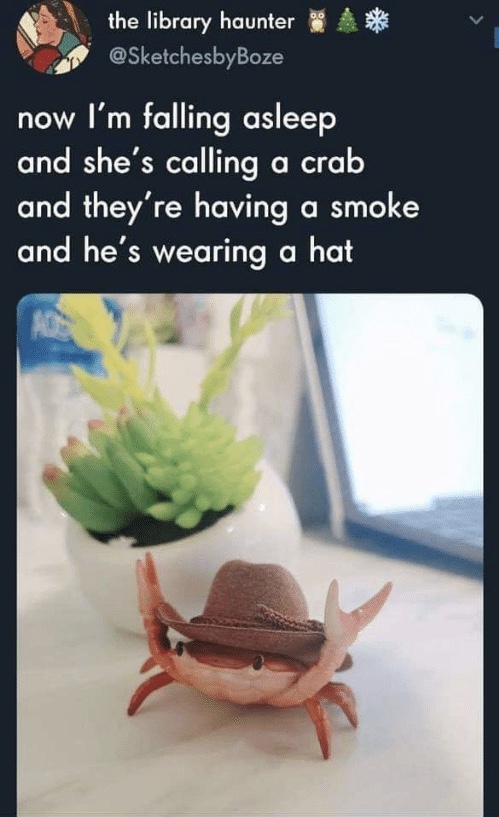 the library haunter 🦉🎄❄️
@SketchesbyBoze
now I'm falling asleep
and she's calling a crab
and they're having a smoke
and he's wearing a hat